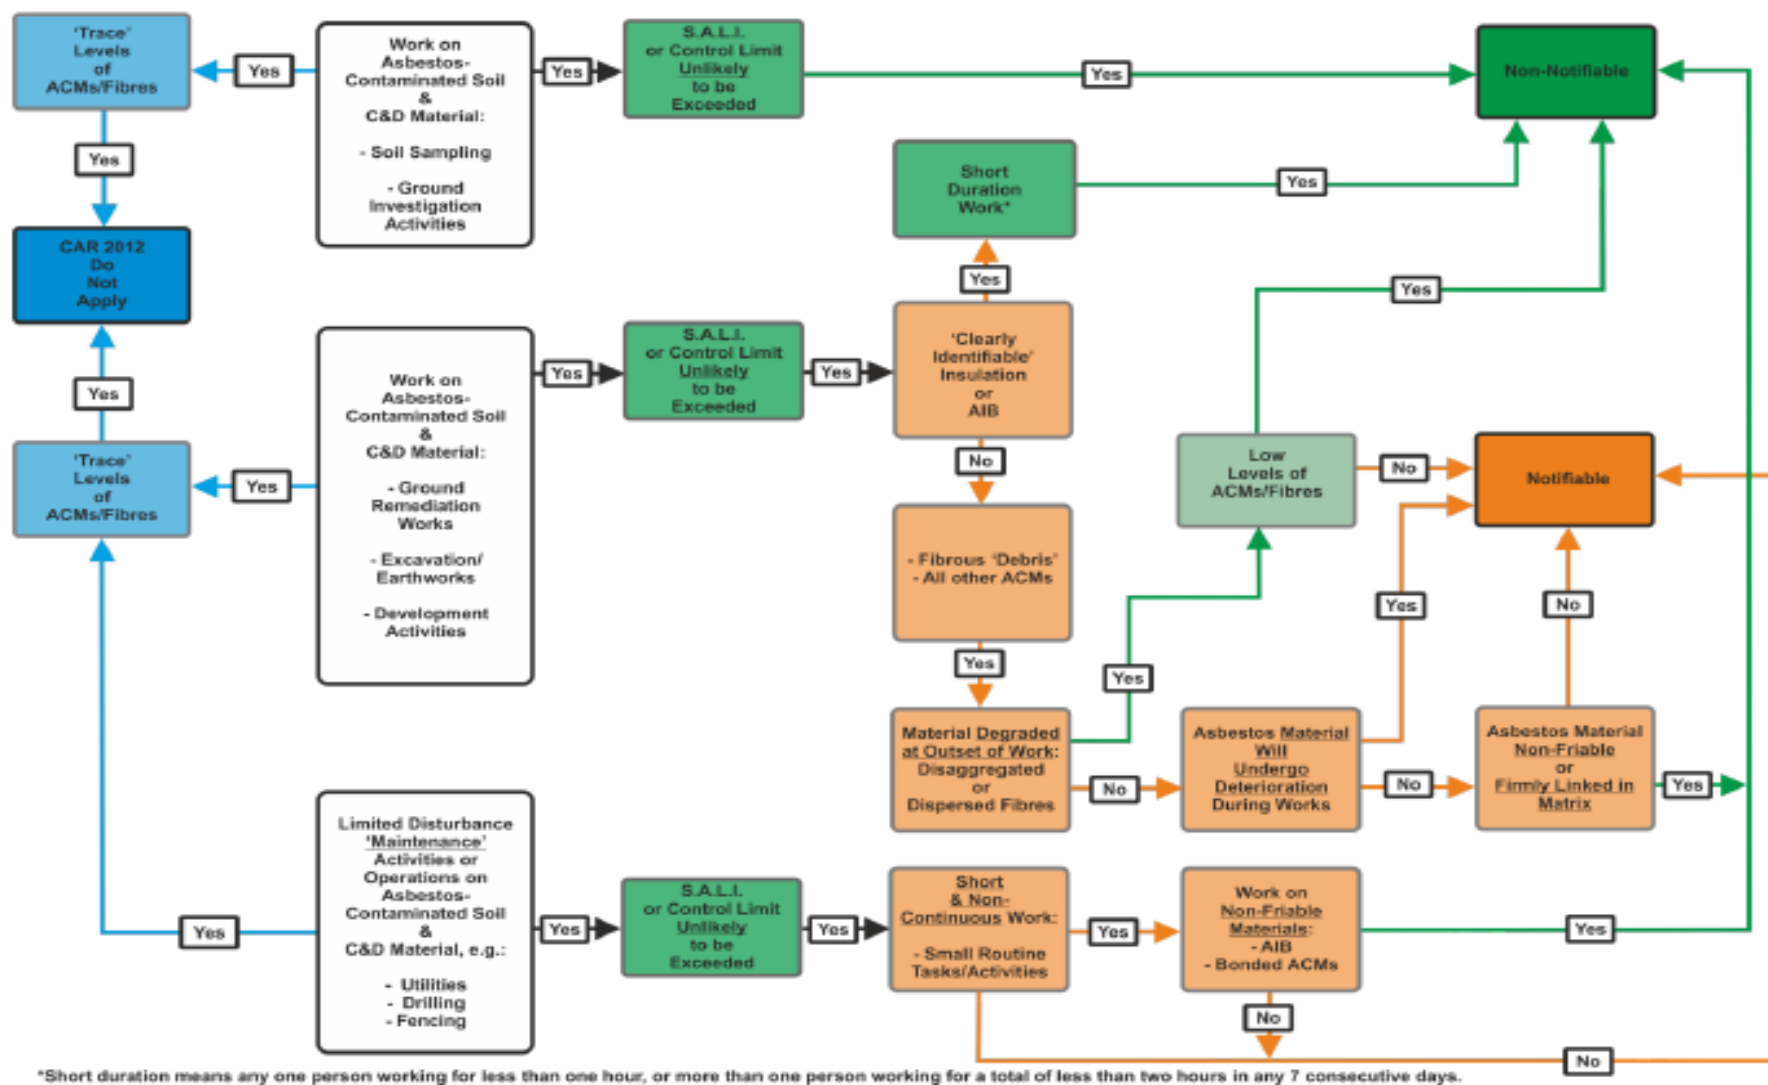 'Trace'
Levels
of
ACMs/Fibres
Yes
Work on
Asbestos-
Contaminated Soil
&
C&D Material:
- Soil Sampling
- Ground
Investigation
Activities
Yes
S.A.L.I.
or Control Limit
Unlikely
to be
Exceeded
Yes
Non-Notifiable
Yes
CAR 2012
Do
Not
Apply
Short
Duration
Work*
Yes
Yes
Yes
'Trace'
Levels
of
ACMs/Fibres
Yes
Work on
Asbestos-
Contaminated Soil
&
C&D Material:
- Ground
Remediation
Works
- Excavation/
Earthworks
- Development
Activities
Yes
S.A.L.I.
or Control Limit
Unlikely
to be
Exceeded
Yes
'Clearly
Identifiable'
Insulation
or
AIB
No
- Fibrous 'Debris'
- All other ACMs
Yes
Material Degraded
at Outset of Work:
Disaggregated
or
Dispersed Fibres
Yes
Low
Levels of
ACMs/Fibres
Yes
No
Notifiable
No
Asbestos Material
Will
Undergo
Deterioration
During Works
Yes
No
Asbestos Material
Non-Friable
or
Firmly Linked in
Matrix
No
Yes
Yes
Limited Disturbance
'Maintenance'
Activities or
Operations on
Asbestos-
Contaminated Soil
&
C&D Material, e.g.:
- Utilities
- Drilling
- Fencing
Yes
S.A.L.I.
or Control Limit
Unlikely
to be
Exceeded
Yes
Short
& Non-
Continuous Work:
- Small Routine
Tasks/Activities
Yes
Work on
Non-Friable
Materials:
- AIB
- Bonded ACMs
Yes
No
No
*Short duration means any one person working for less than one hour, or more than one person working for a total of less than two hours in any 7 consecutive days.